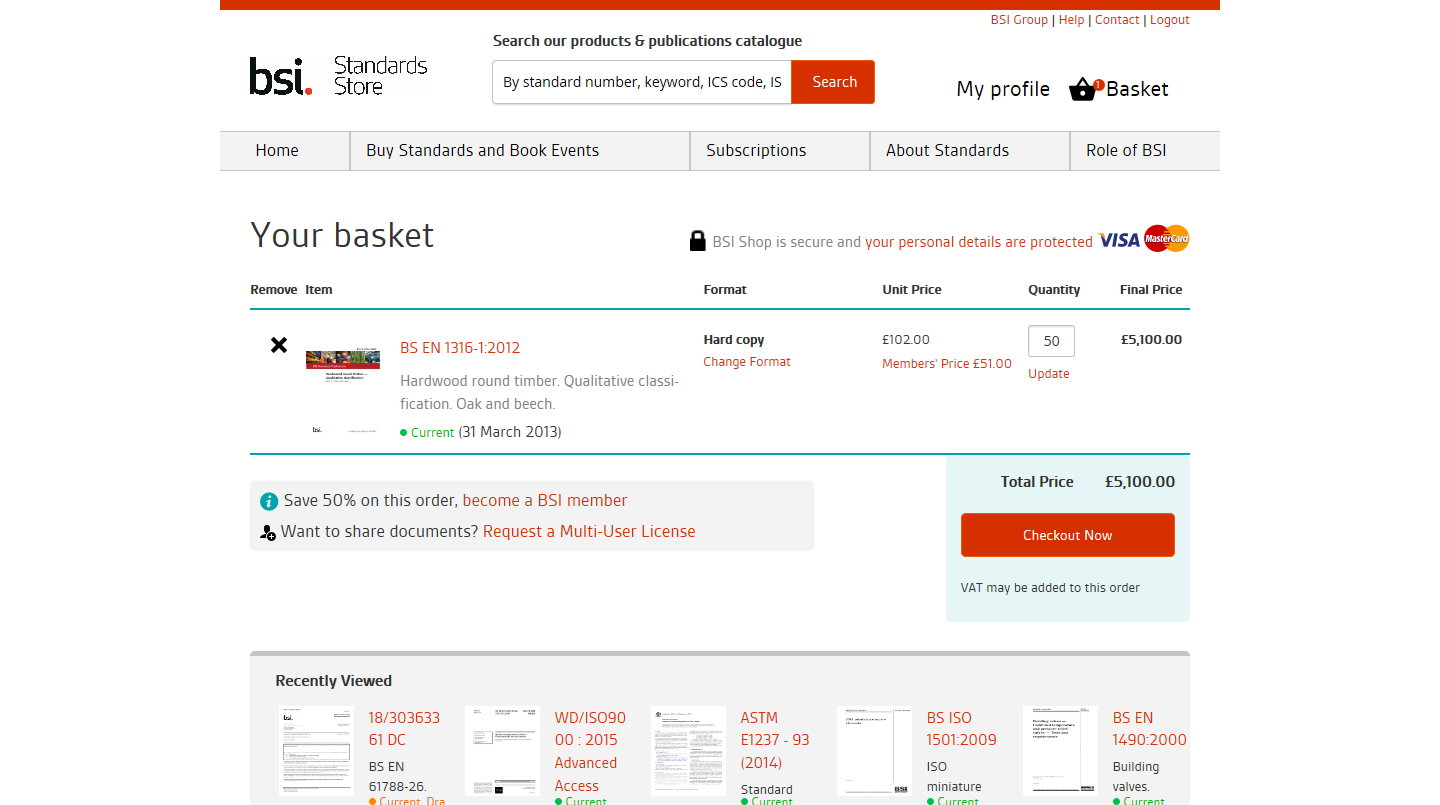 BSI Group | Help | Contact | Logout
Search our products & publications catalogue
bsi. Standards
Store
By standard number, keyword, ICS code, IS
Search
My profile
1
Basket
Home
Buy Standards and Book Events
Subscriptions
About Standards
Role of BSI
Your basket
BSI Shop is secure and your personal details are protected VISA MasterCard
Remove Item Format Unit Price Quantity Final Price
BS EN 1316-1:2012
Hardwood round timber. Qualitative classi-
fication. Oak and beech.
Current (31 March 2013)
Hard copy
Change Format
£102.00
Members' Price £51.00
50
Update
£5,100.00
Save 50% on this order, become a BSI member
Want to share documents? Request a Multi-User License
Total Price £5,100.00
Checkout Now
VAT may be added to this order
Recently Viewed
18/303633
61 DC
BS EN
61788-26.
Current, Dra
WD/ISO90
00 : 2015
Advanced
Access
Current
ASTM
E1237 - 93
(2014)
Standard
Current
BS ISO
1501:2009
ISO
miniature
Current
BS EN
1490:2000
Building
valves.
Current